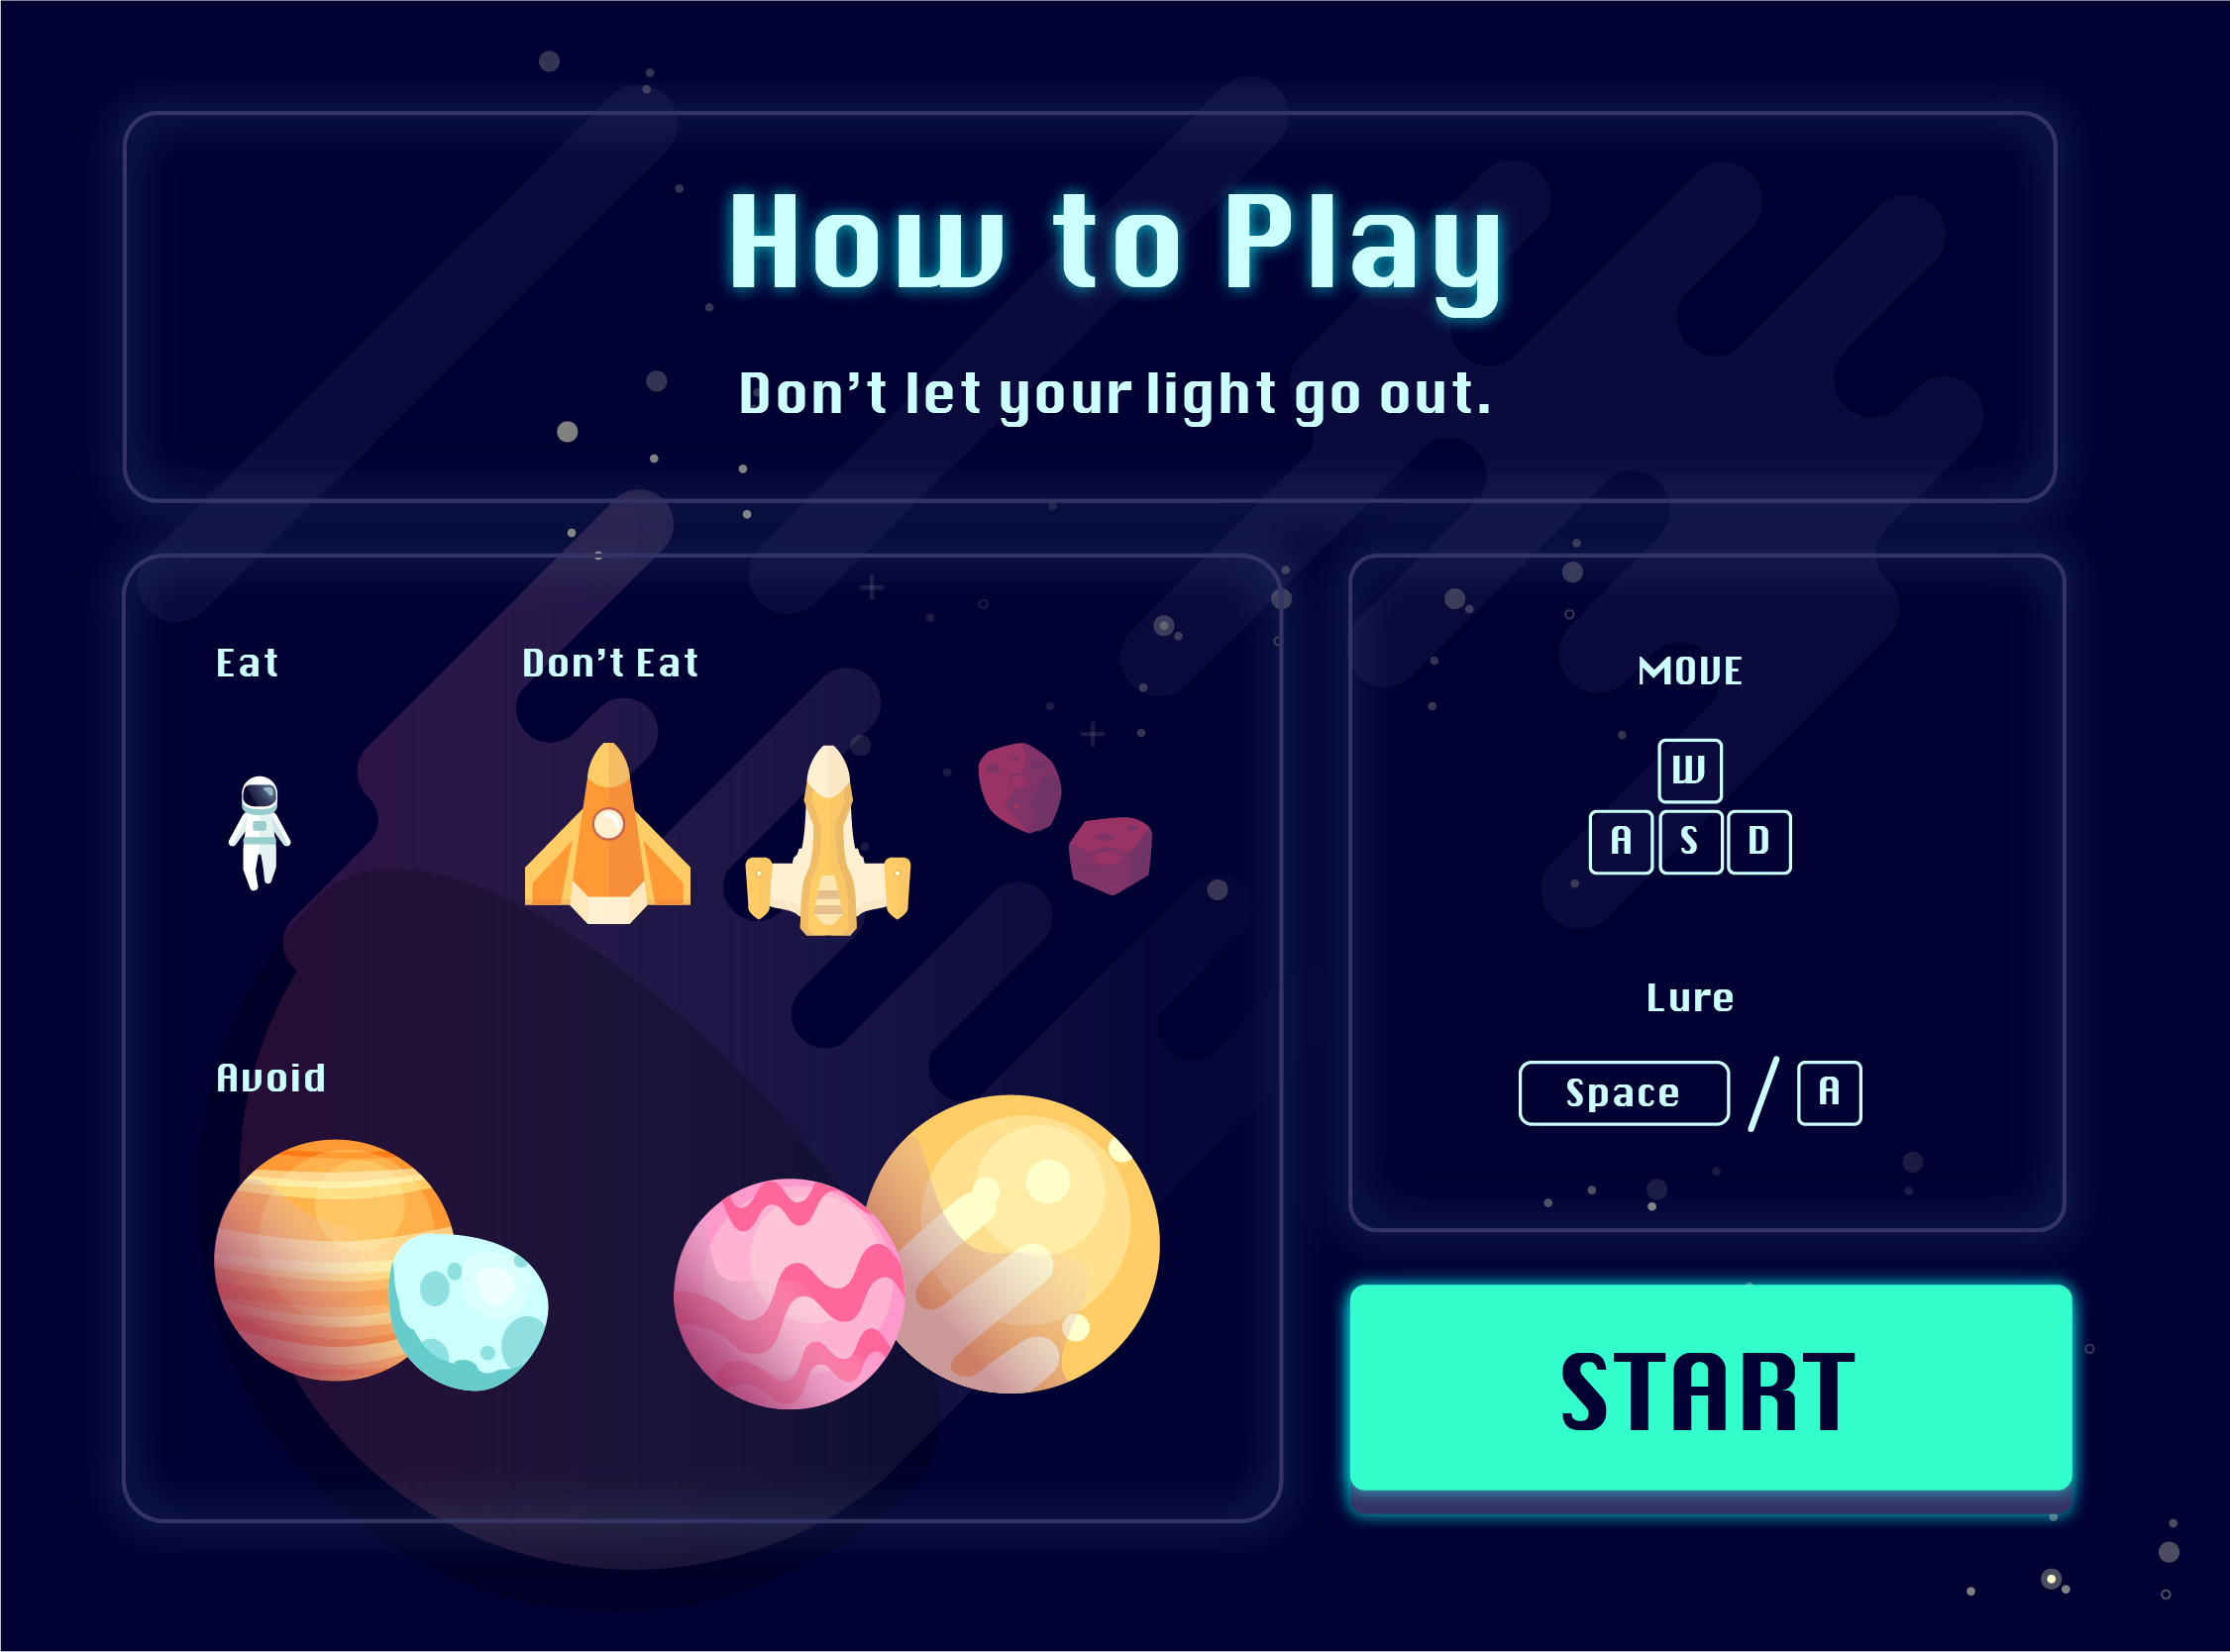 How to Play
Don’t let your light go out.
Eat
Don’t Eat
Avoid
MOVE
W
A S D
Lure
Space / A
START